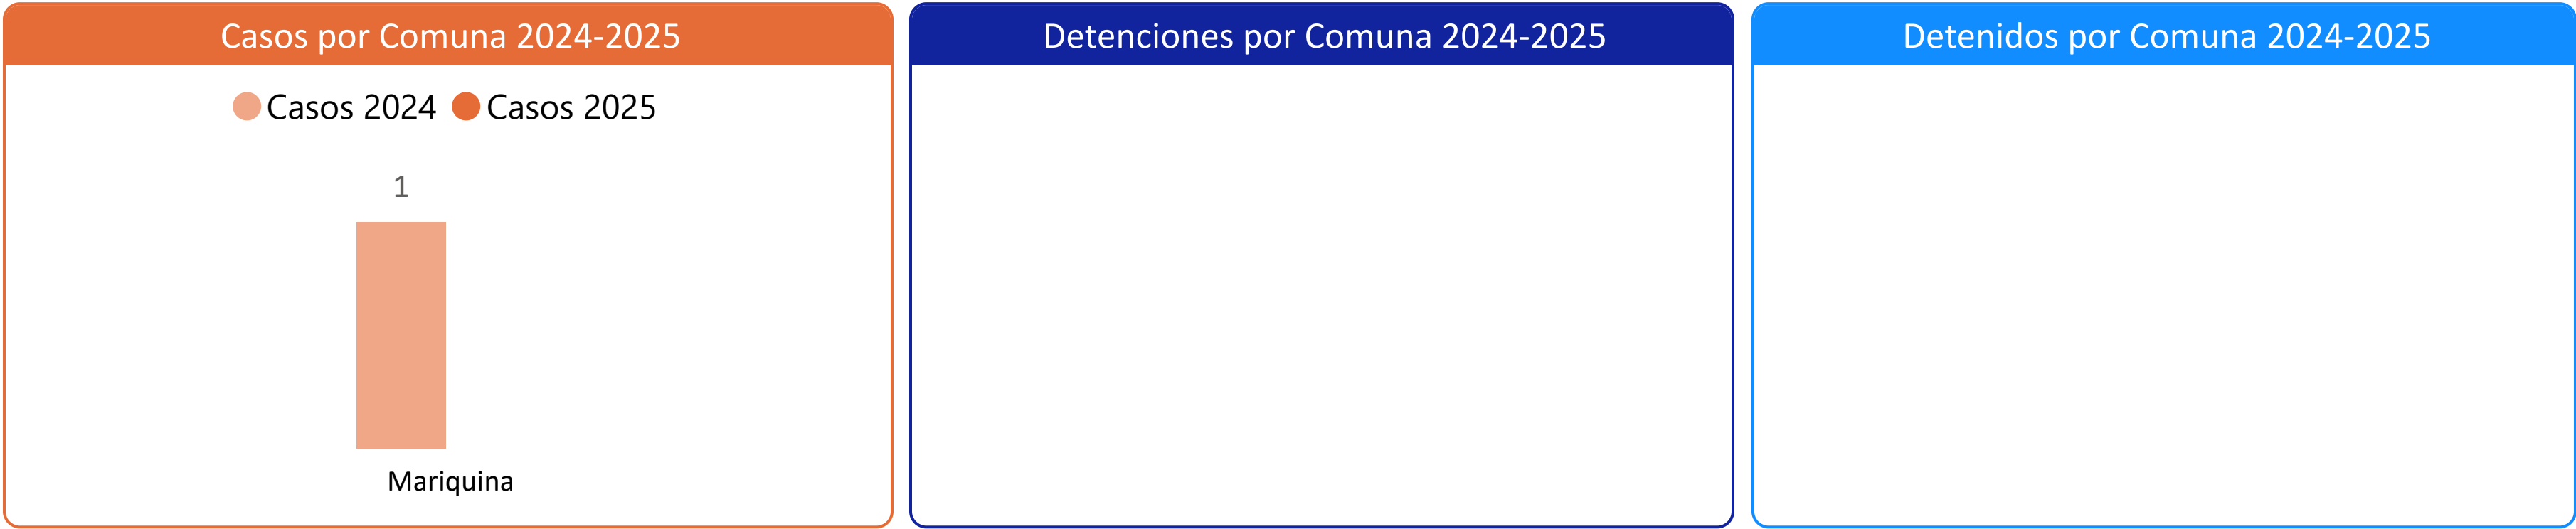 Casos por Comuna 2024-2025
Casos 2024 Casos 2025
1
Mariquina
Detenciones por Comuna 2024-2025
Detenidos por Comuna 2024-2025